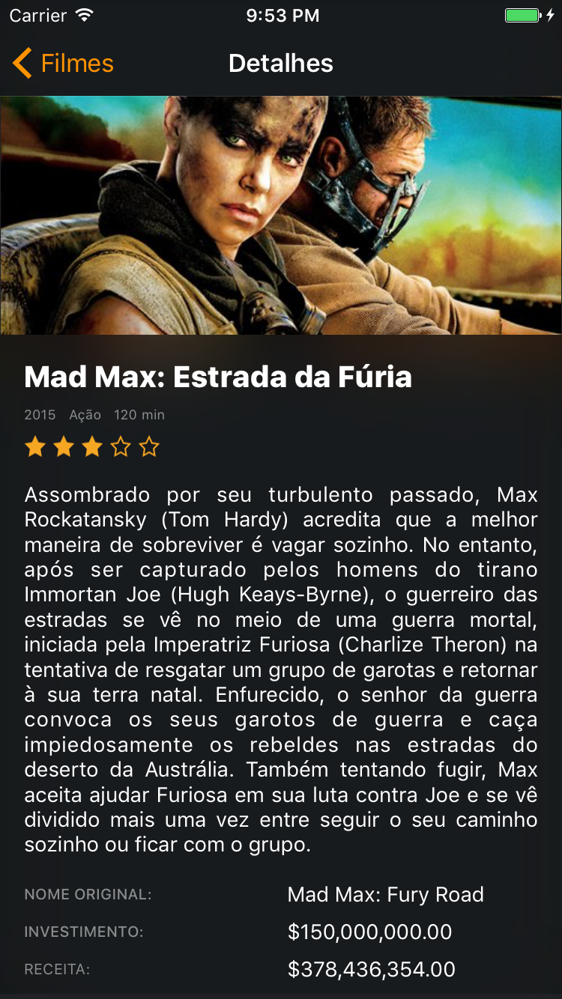 Carrier 9:53 PM
Filmes Detalhes
Mad Max: Estrada da Fúria
2015 Ação 120 min
Assombrado por seu turbulento passado, Max
Rockatansky (Tom Hardy) acredita que a melhor
maneira de sobreviver é vagar sozinho. No entanto,
após ser capturado pelos homens do tirano
Immortan Joe (Hugh Keays-Byrne), o guerreiro das
estradas se vê no meio de uma guerra mortal,
iniciada pela Imperatriz Furiosa (Charlize Theron) na
tentativa de resgatar um grupo de garotas e retornar
à sua terra natal. Enfurecido, o senhor da guerra
convoca os seus garotos de guerra e caça
impiedosamente os rebeldes nas estradas do
deserto da Austrália. Também tentando fugir, Max
aceita ajudar Furiosa em sua luta contra Joe e se vê
dividido mais uma vez entre seguir o seu caminho
sozinho ou ficar com o grupo.
NOME ORIGINAL: Mad Max: Fury Road
INVESTIMENTO: $150,000,000.00
RECEITA: $378,436,354.00